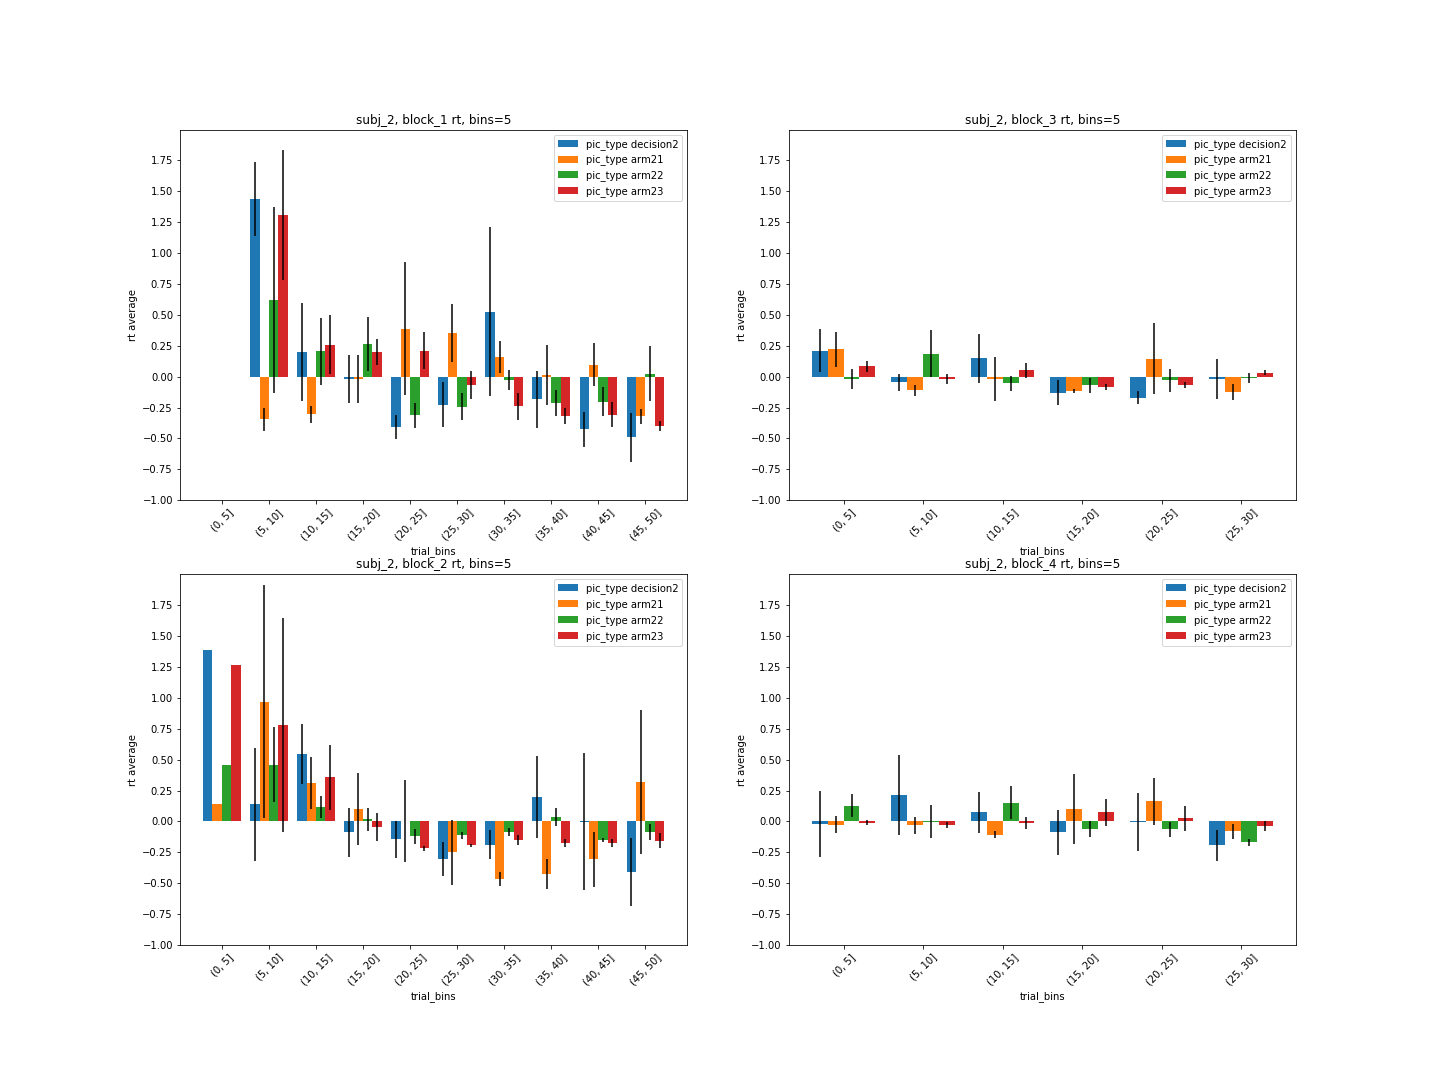 subj_2, block_1 rt, bins=5
pic_type decision2
pic_type arm21
pic_type arm22
pic_type arm23
1.75
1.50
1.25
1.00
0.75
0.50
0.25
0.00
−0.25
−0.50
−0.75
−1.00
rt average
(0, 5]
(5, 10]
(10, 15]
(15, 20]
(20, 25]
(25, 30]
(30, 35]
(35, 40]
(40, 45]
(45, 50]
trial_bins
subj_2, block_3 rt, bins=5
pic_type decision2
pic_type arm21
pic_type arm22
pic_type arm23
1.75
1.50
1.25
1.00
0.75
0.50
0.25
0.00
−0.25
−0.50
−0.75
−1.00
rt average
(0, 5]
(5, 10]
(10, 15]
(15, 20]
(20, 25]
(25, 30]
trial_bins
subj_2, block_2 rt, bins=5
pic_type decision2
pic_type arm21
pic_type arm22
pic_type arm23
1.75
1.50
1.25
1.00
0.75
0.50
0.25
0.00
−0.25
−0.50
−0.75
−1.00
rt average
(0, 5]
(5, 10]
(10, 15]
(15, 20]
(20, 25]
(25, 30]
(30, 35]
(35, 40]
(40, 45]
(45, 50]
trial_bins
subj_2, block_4 rt, bins=5
pic_type decision2
pic_type arm21
pic_type arm22
pic_type arm23
1.75
1.50
1.25
1.00
0.75
0.50
0.25
0.00
−0.25
−0.50
−0.75
−1.00
rt average
(0, 5]
(5, 10]
(10, 15]
(15, 20]
(20, 25]
(25, 30]
trial_bins